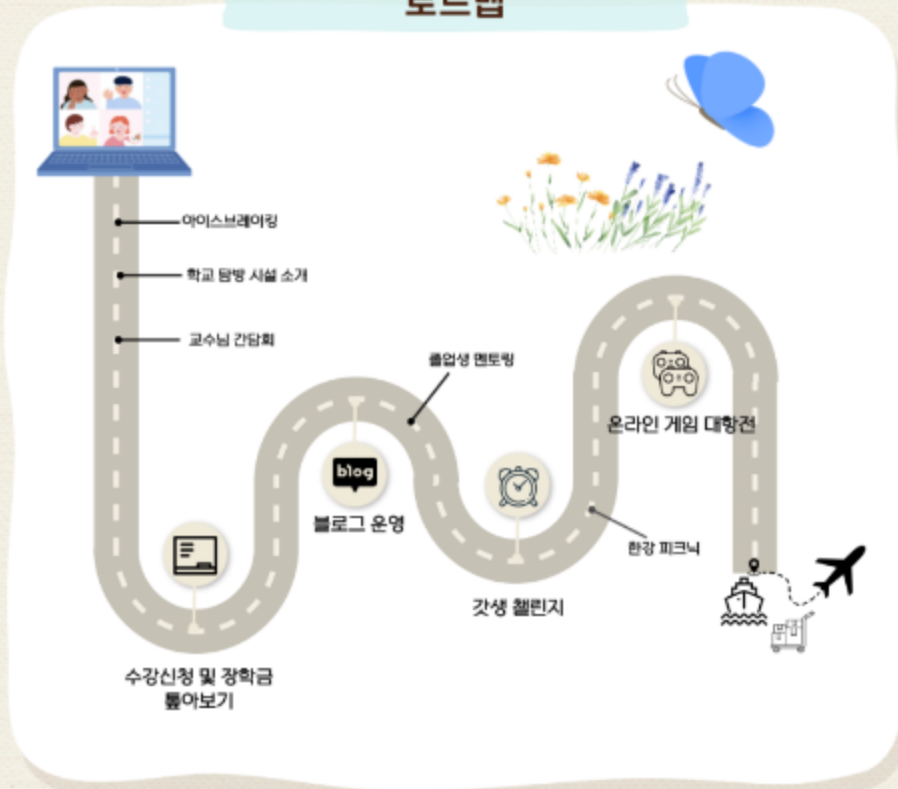 로드맵
아이스브레이킹
학교 탐방 시설 소개
교수님 간담회
수강신청 및 장학금
톺아보기
blog
블로그 운영
졸업생 멘토링
갓생 챌린지
한강 피크닉
온라인 게임 대항전